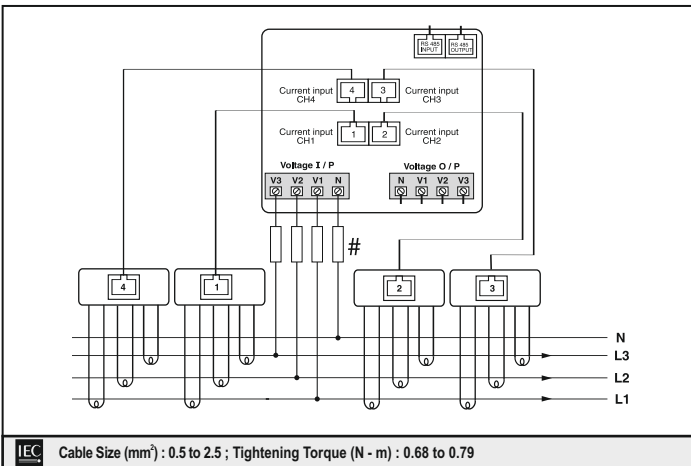 RS 485 INPUT
RS 485 OUTPUT
Current input CH4
4
3
Current input CH3
Current input CH1
1
2
Current input CH2
Voltage I / P
V3 V2 V1 N
Voltage O / P
N V1 V2 V3
#
4
1
2
3
N
L3
L2
L1
IEC Cable Size (mm²) : 0.5 to 2.5 ; Tightening Torque (N - m) : 0.68 to 0.79